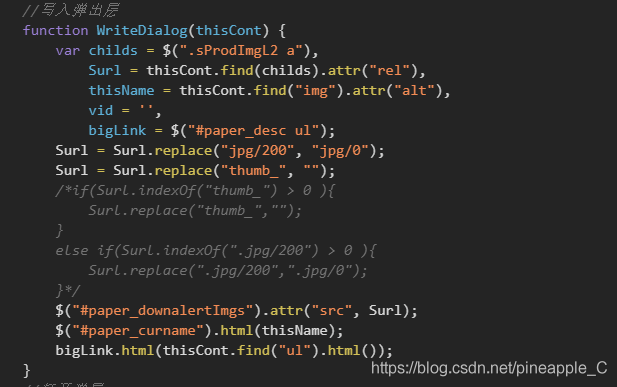 //写入弹出层
function WriteDialog(thisCont) {
    var childs = $(".sProdImgL2 a"),
        Surl = thisCont.find(childs).attr("rel"),
        thisName = thisCont.find("img").attr("alt"),
        vid = '',
        bigLink = $("#paper_desc ul");
    Surl = Surl.replace("jpg/200", "jpg/0");
    Surl = Surl.replace("thumb_", "");
    /*if(Surl.indexOf("thumb_") > 0 ){
        Surl.replace("thumb_","");
    }
    else if(Surl.indexOf(".jpg/200") > 0 ){
        Surl.replace(".jpg/200",".jpg/0");
    }*/
    $("#paper_downalertImgs").attr("src", Surl);
    $("#paper_curname").html(thisName);
    bigLink.html(thisCont.find("ul").html());
}
https://blog.csdn.net/pineapple_C